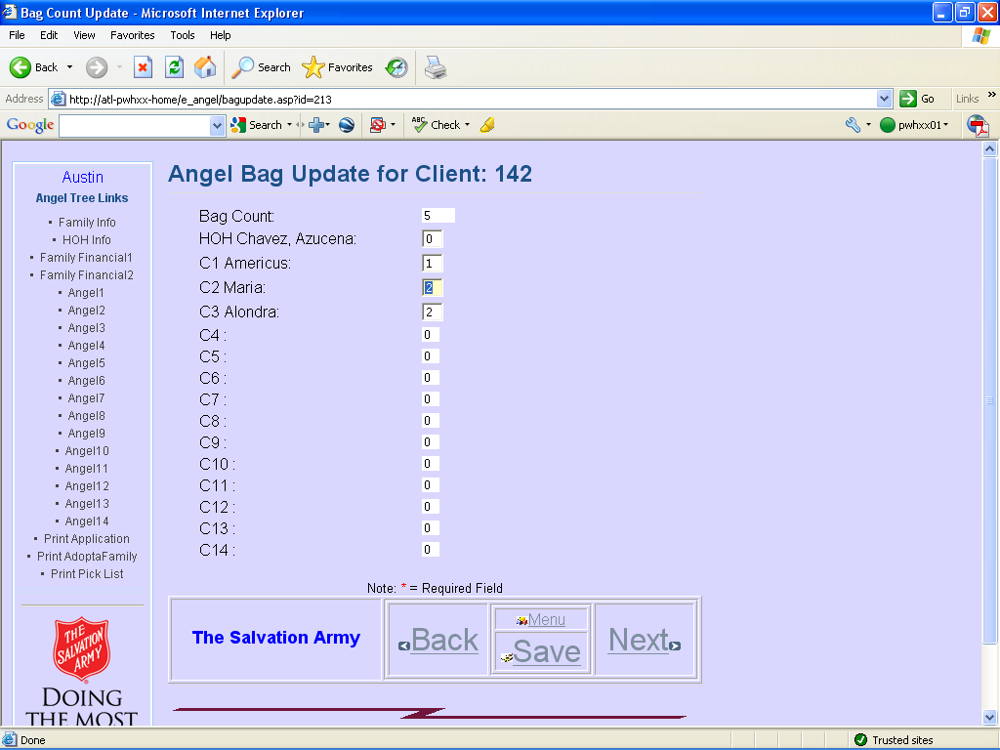 Bag Count Update - Microsoft Internet Explorer
File Edit View Favorites Tools Help
Back Search Favorites
Address http://atl-pwhxx-home/e_angel/bagupdate.asp?id=213 Go Links »
Google Search ABC Check pwhxx01
Austin
Angel Tree Links
• Family Info
• HOH Info
• Family Financial1
• Family Financial2
• Angel1
• Angel2
• Angel3
• Angel4
• Angel5
• Angel6
• Angel7
• Angel8
• Angel9
• Angel10
• Angel11
• Angel12
• Angel13
• Angel14
• Print Application
• Print AdoptaFamily
• Print Pick List
THE
SALVATION
ARMY
DOING
THE MOST
Angel Bag Update for Client: 142
Bag Count: 5
HOH Chavez, Azucena: 0
C1 Americus: 1
C2 Maria: 2
C3 Alondra: 2
C4 : 0
C5 : 0
C6 : 0
C7 : 0
C8 : 0
C9 : 0
C10 : 0
C11 : 0
C12 : 0
C13 : 0
C14 : 0
Note: * = Required Field
The Salvation Army
Back
Menu
Save
Next
Done Trusted sites